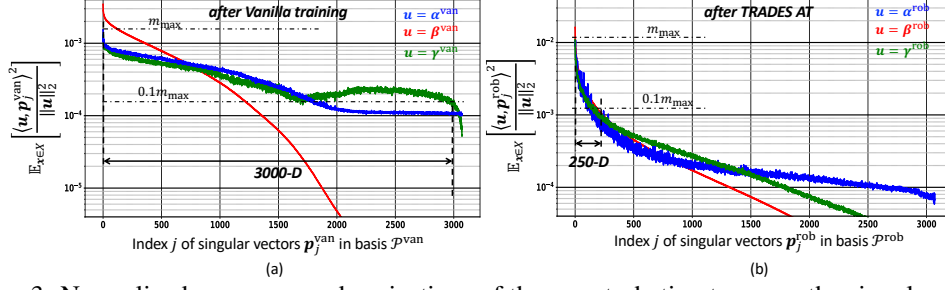 after Vanilla training
u = α^van
u = β^van
u = γ^van
m_max
0.1m_max
3000-D
10⁻³
10⁻⁴
10⁻⁵
𝔼_{x∈X} [⟨u, p_j^van⟩² / ‖u‖₂²]
0 500 1000 1500 2000 2500 3000
Index j of singular vectors p_j^van in basis 𝒫^van
(a)
after TRADES AT
u = α^rob
u = β^rob
u = γ^rob
m_max
0.1m_max
250-D
10⁻²
10⁻³
10⁻⁴
𝔼_{x∈X} [⟨u, p_j^rob⟩² / ‖u‖₂²]
0 500 1000 1500 2000 2500 3000
Index j of singular vectors p_j^rob in basis 𝒫^rob
(b)